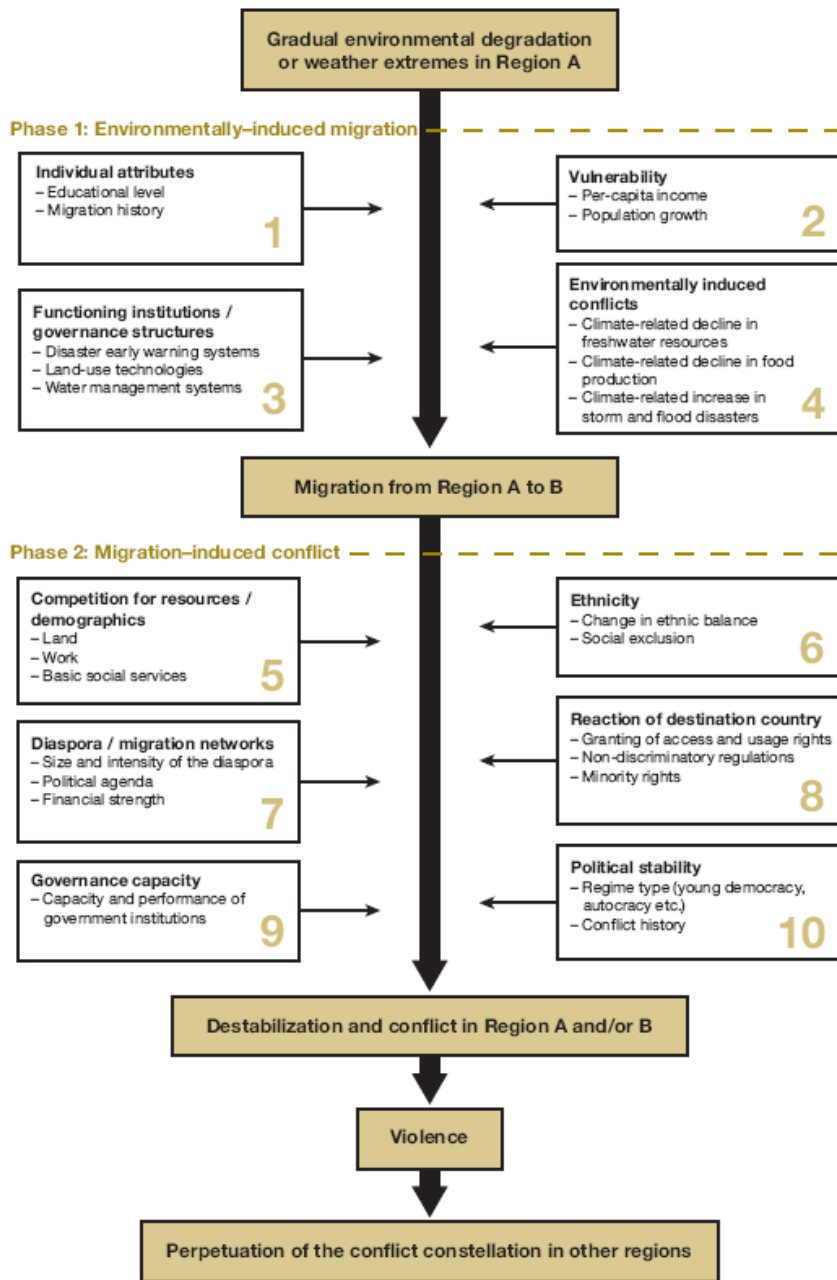 Gradual environmental degradation
or weather extremes in Region A
Phase 1: Environmentally–induced migration
Individual attributes
– Educational level
– Migration history
1
Vulnerability
– Per-capita income
– Population growth
2
Functioning institutions /
governance structures
– Disaster early warning systems
– Land-use technologies
– Water management systems
3
Environmentally induced
conflicts
– Climate-related decline in
freshwater resources
– Climate-related decline in food
production
– Climate-related increase in
storm and flood disasters
4
Migration from Region A to B
Phase 2: Migration–induced conflict
Competition for resources /
demographics
– Land
– Work
– Basic social services
5
Ethnicity
– Change in ethnic balance
– Social exclusion
6
Diaspora / migration networks
– Size and intensity of the diaspora
– Political agenda
– Financial strength
7
Reaction of destination country
– Granting of access and usage rights
– Non-discriminatory regulations
– Minority rights
8
Governance capacity
– Capacity and performance of
government institutions
9
Political stability
– Regime type (young democracy,
autocracy etc.)
– Conflict history
10
Destabilization and conflict in Region A and/or B
Violence
Perpetuation of the conflict constellation in other regions